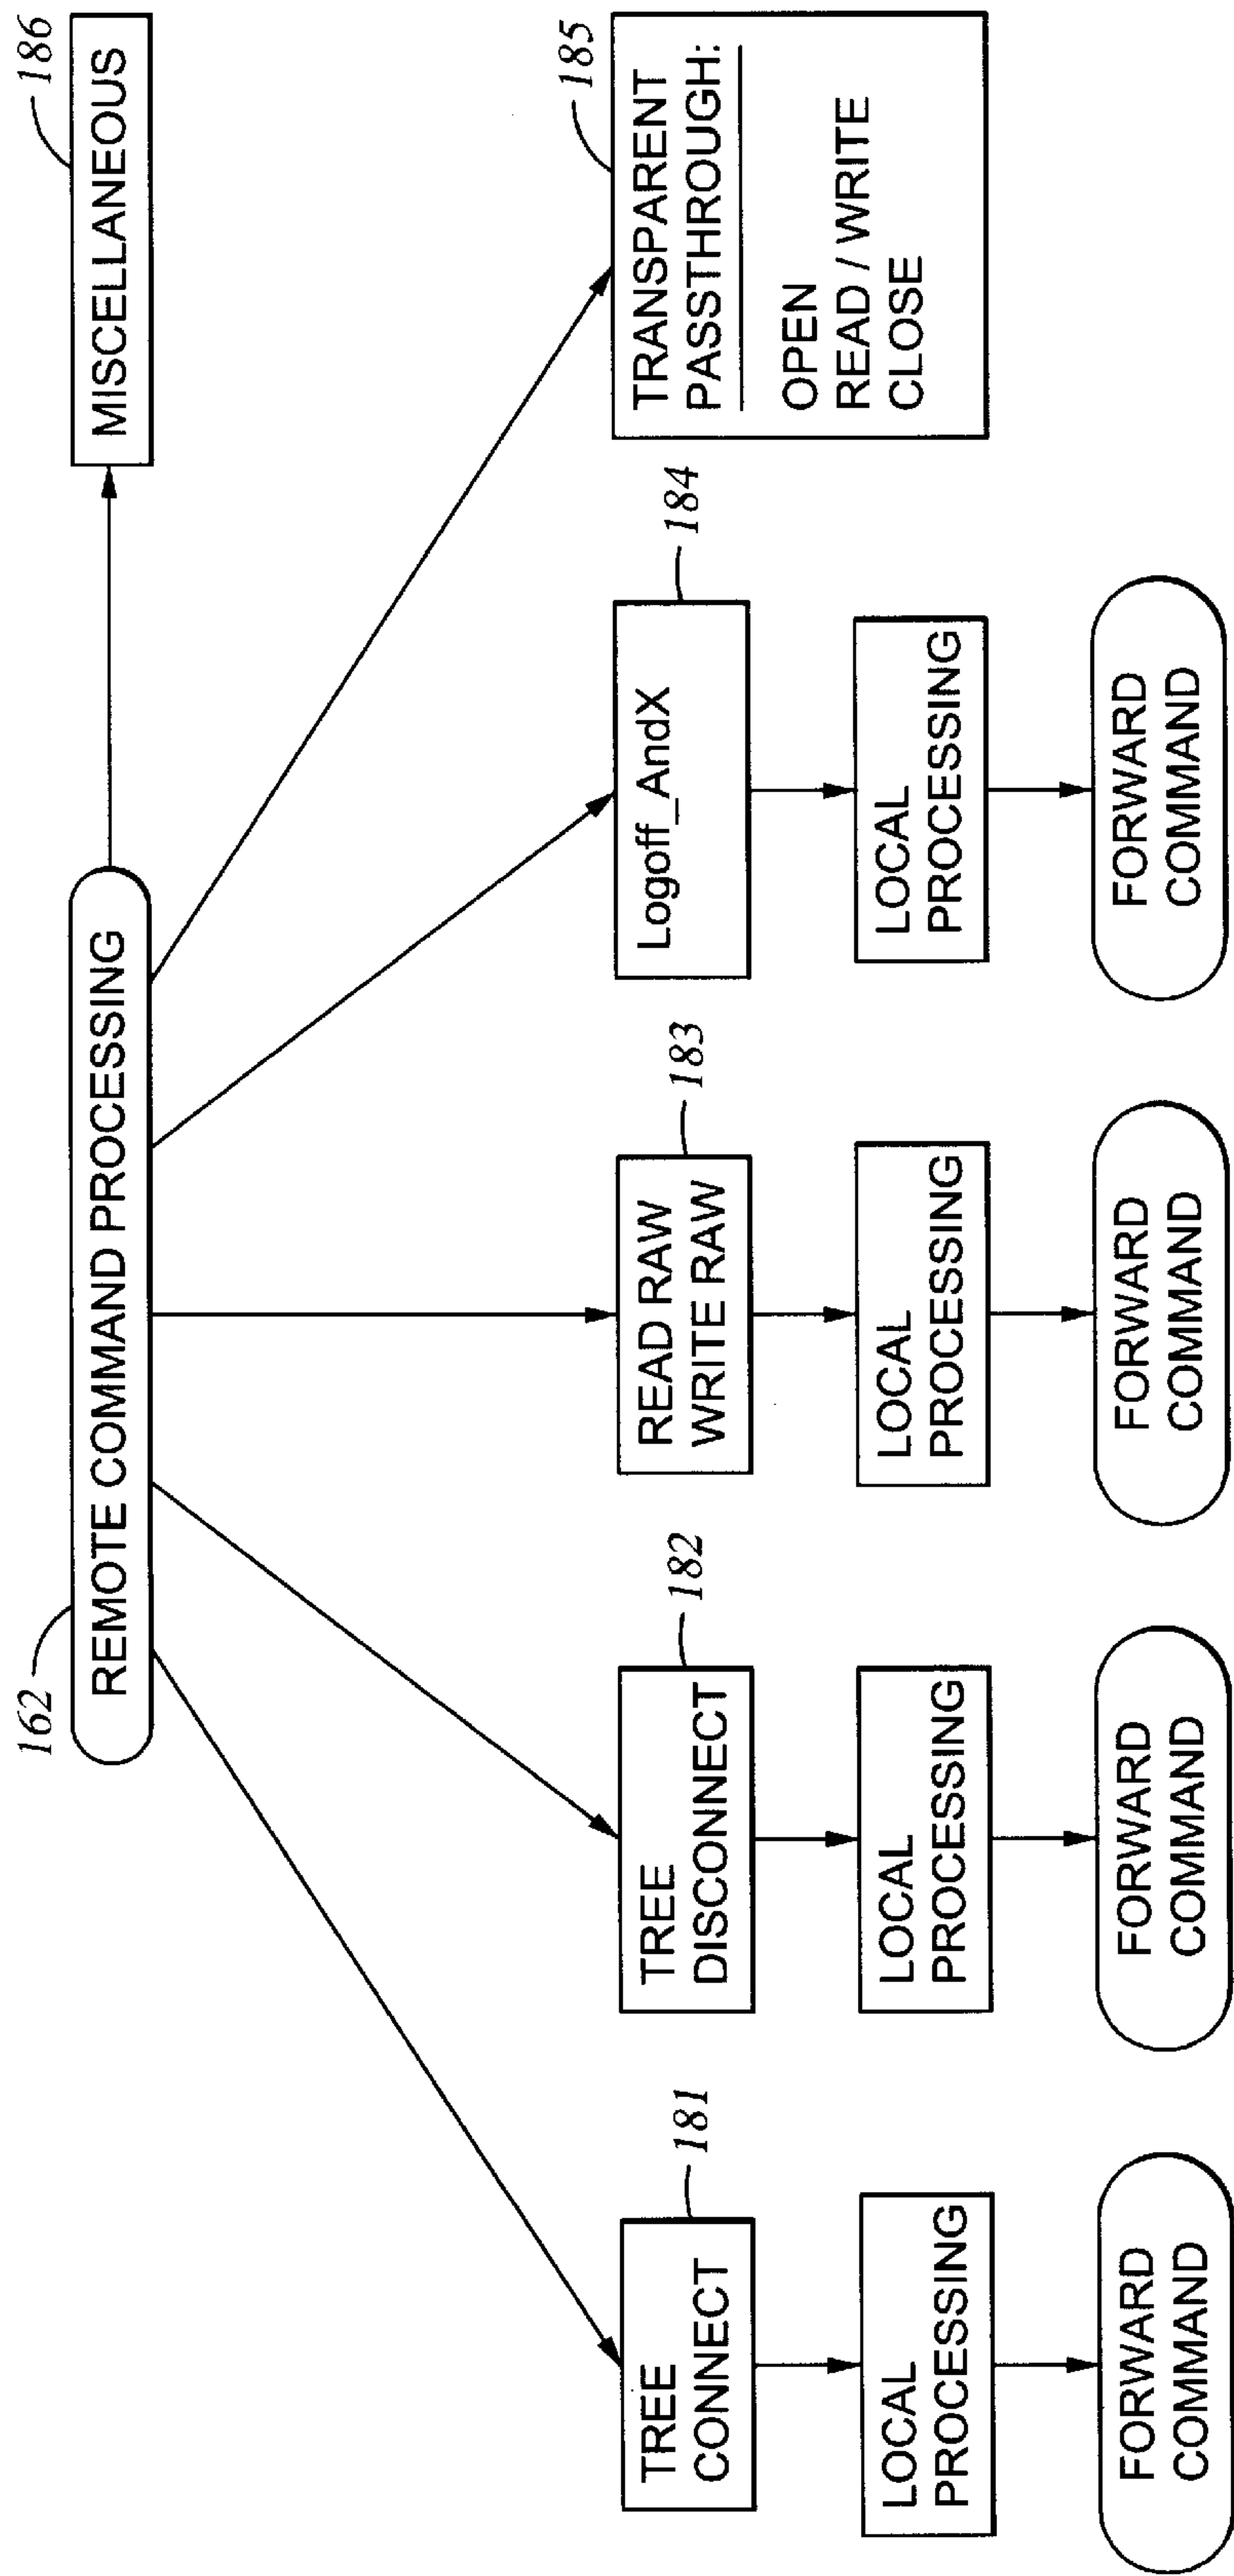 162
REMOTE COMMAND PROCESSING
186
MISCELLANEOUS
181
TREE
CONNECT
LOCAL
PROCESSING
FORWARD
COMMAND
182
TREE
DISCONNECT
LOCAL
PROCESSING
FORWARD
COMMAND
183
READ RAW
WRITE RAW
LOCAL
PROCESSING
FORWARD
COMMAND
184
Logoff_AndX
LOCAL
PROCESSING
FORWARD
COMMAND
185
TRANSPARENT
PASSTHROUGH:
OPEN
READ / WRITE
CLOSE